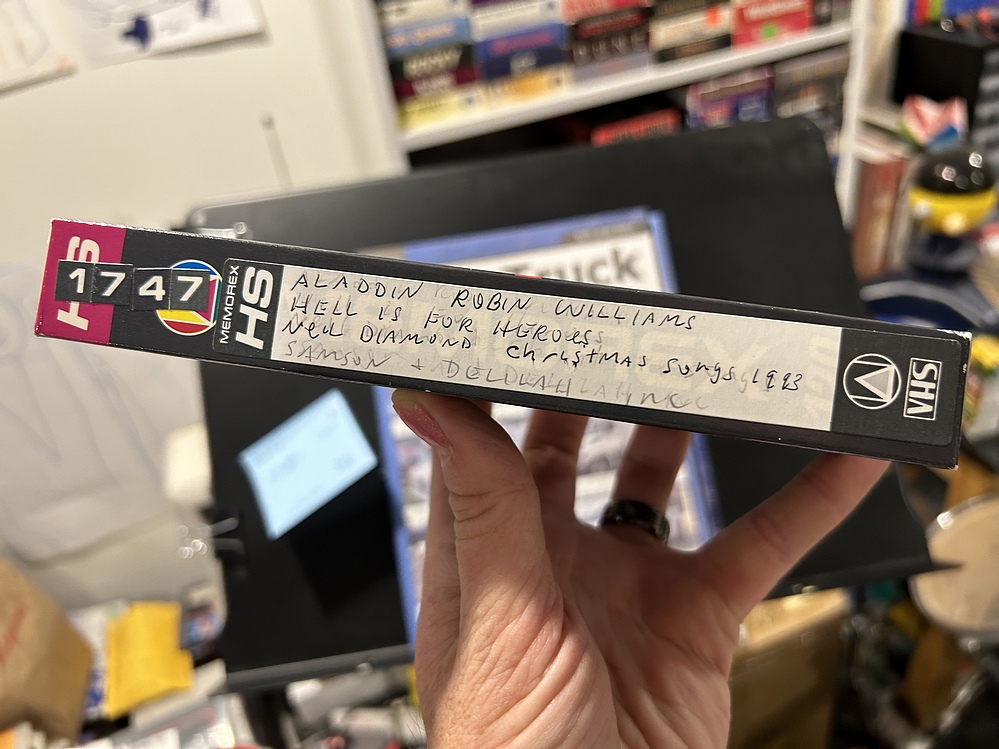 HS
1747
MEMOREX
HS
ALADDIN ROBIN WILLIAMS
HELL IS FOR HEROES
NeiL DIAMOND Christmas Songs, 1993
SAMSON + DELILAH
VHS